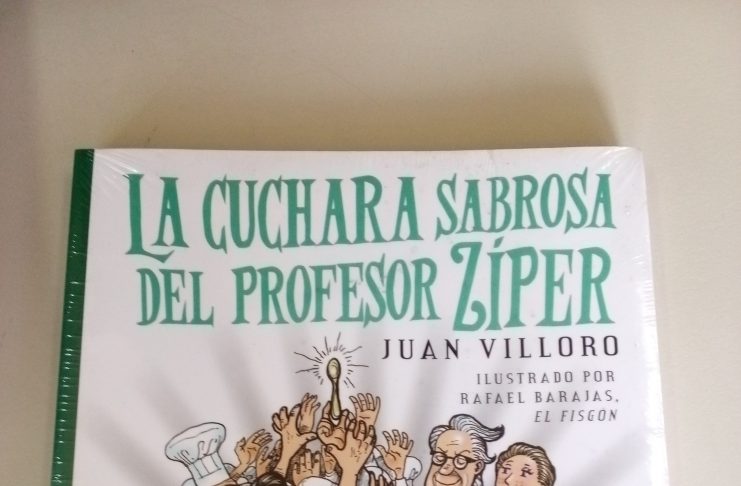 LA CUCHARA SABROSA
DEL PROFESOR ZÍPER
JUAN VILLORO
ILUSTRADO POR
RAFAEL BARAJAS,
EL FISGÓN